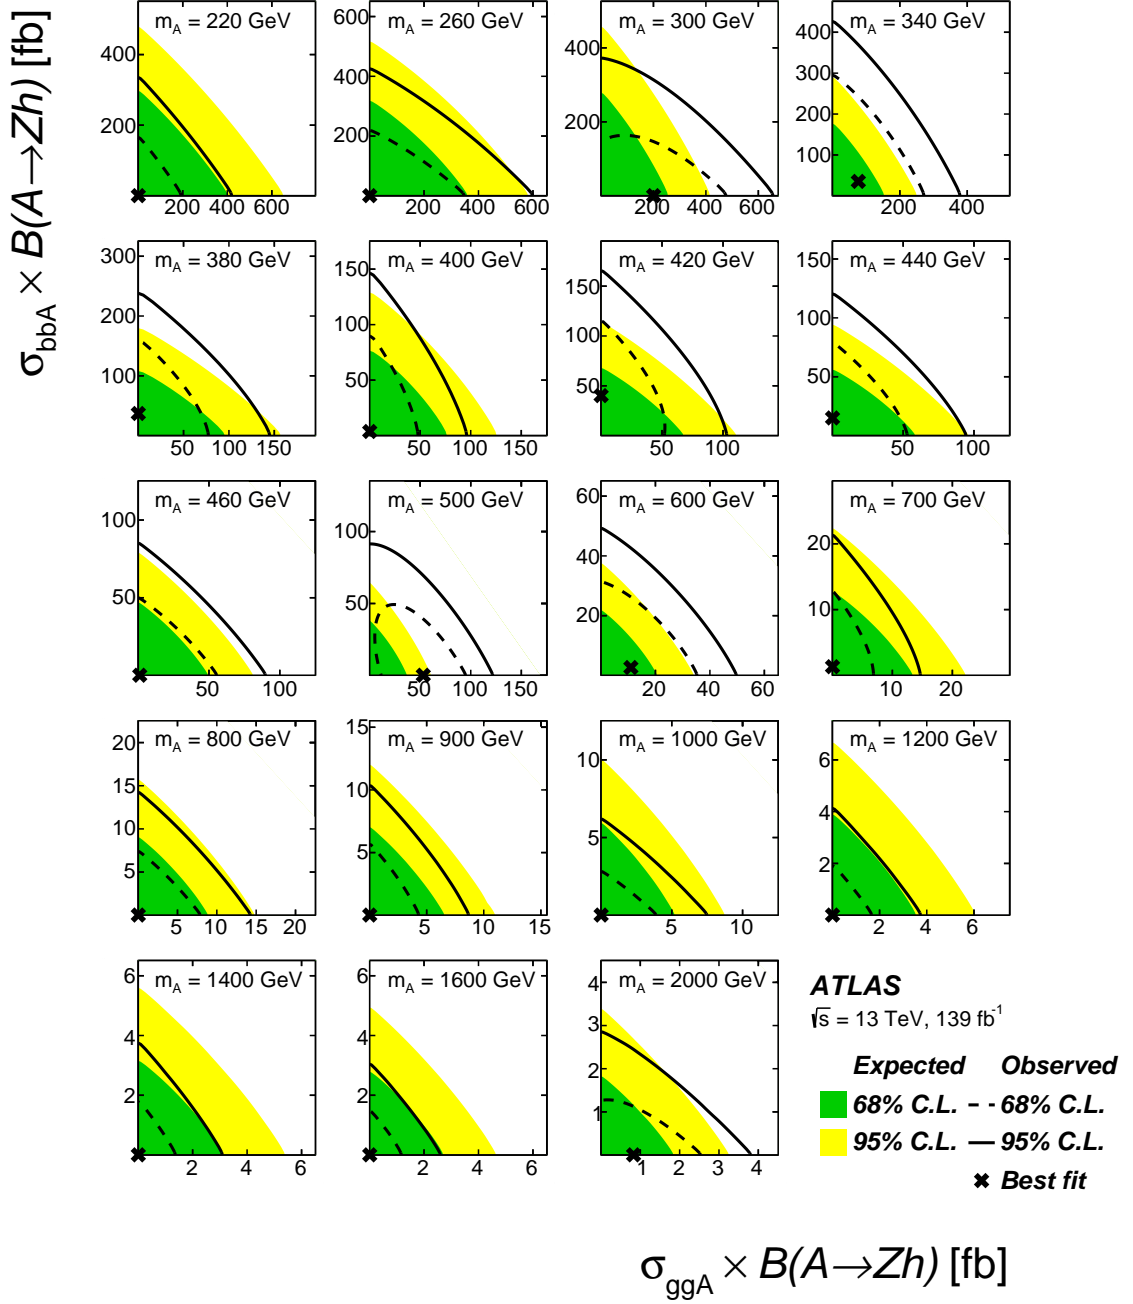 σbbA × B(A→Zh) [fb]
mA = 220 GeV
400
200
200 400 600
mA = 260 GeV
600
400
200
200 400 600
mA = 300 GeV
400
200
200 400 600
mA = 340 GeV
400
300
200
100
200 400
mA = 380 GeV
300
200
100
50 100 150
mA = 400 GeV
150
100
50
50 100 150
mA = 420 GeV
150
100
50
50 100
mA = 440 GeV
150
100
50
50 100
mA = 460 GeV
100
50
50 100
mA = 500 GeV
100
50
50 100 150
mA = 600 GeV
60
40
20
20 40 60
mA = 700 GeV
20
10
10 20
mA = 800 GeV
20
15
10
5
5 10 15 20
mA = 900 GeV
15
10
5
5 10 15
mA = 1000 GeV
10
5
5 10
mA = 1200 GeV
6
4
2
2 4 6
mA = 1400 GeV
6
4
2
2 4 6
mA = 1600 GeV
6
4
2
2 4 6
mA = 2000 GeV
4
3
2
1
1 2 3 4
ATLAS
√s = 13 TeV, 139 fb-1
Expected Observed
68% C.L. 68% C.L.
95% C.L. 95% C.L.
Best fit
σggA × B(A→Zh) [fb]